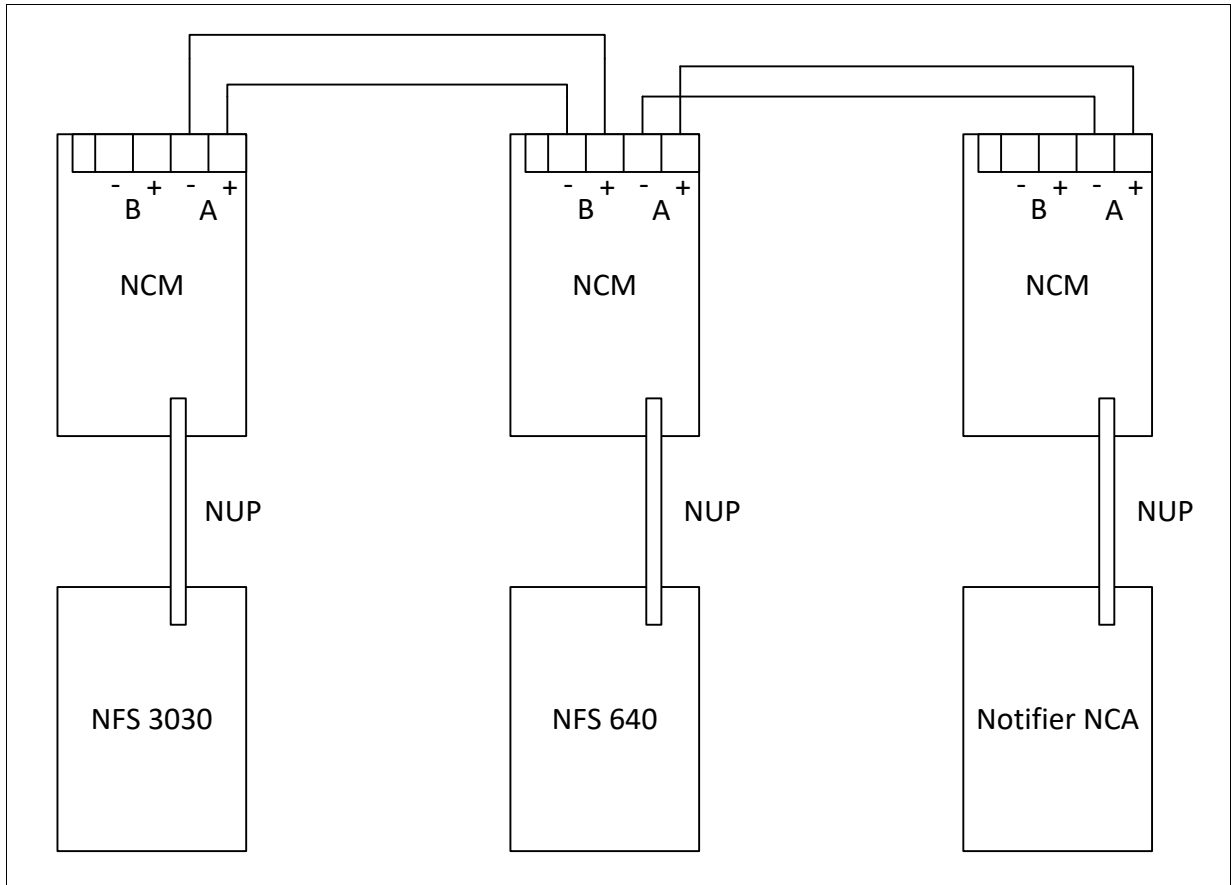 - + - + - + - + - + - +
B A B A B A
NCM NCM NCM
NUP NUP NUP
NFS 3030 NFS 640 Notifier NCA